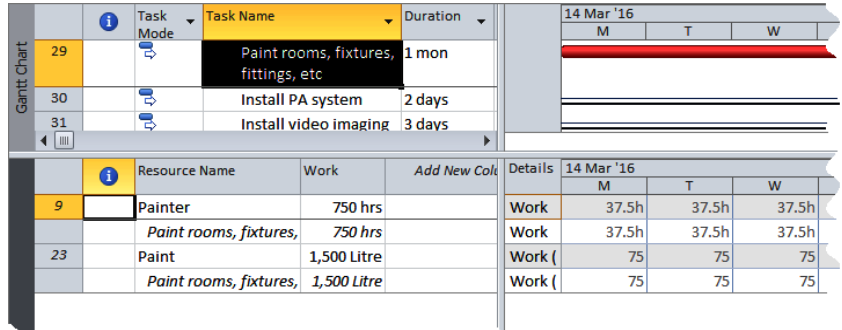 Task Mode Task Name Duration 14 Mar '16
M T W
Gantt Chart
29 Paint rooms, fixtures, fittings, etc 1 mon
30 Install PA system 2 days
31 Install video imaging 3 days
Resource Name Work Add New Colu Details 14 Mar '16
M T W
9 Painter 750 hrs Work 37.5h 37.5h 37.5h
Paint rooms, fixtures, 750 hrs Work 37.5h 37.5h 37.5h
23 Paint 1,500 Litre Work ( 75 75 75
Paint rooms, fixtures, 1,500 Litre Work ( 75 75 75